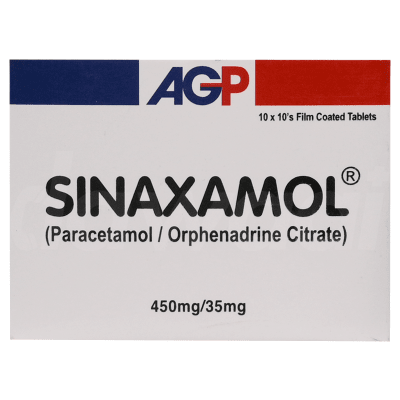 AGP
10 x 10's Film Coated Tablets
SINAXAMOL®
(Paracetamol / Orphenadrine Citrate)
450mg/35mg